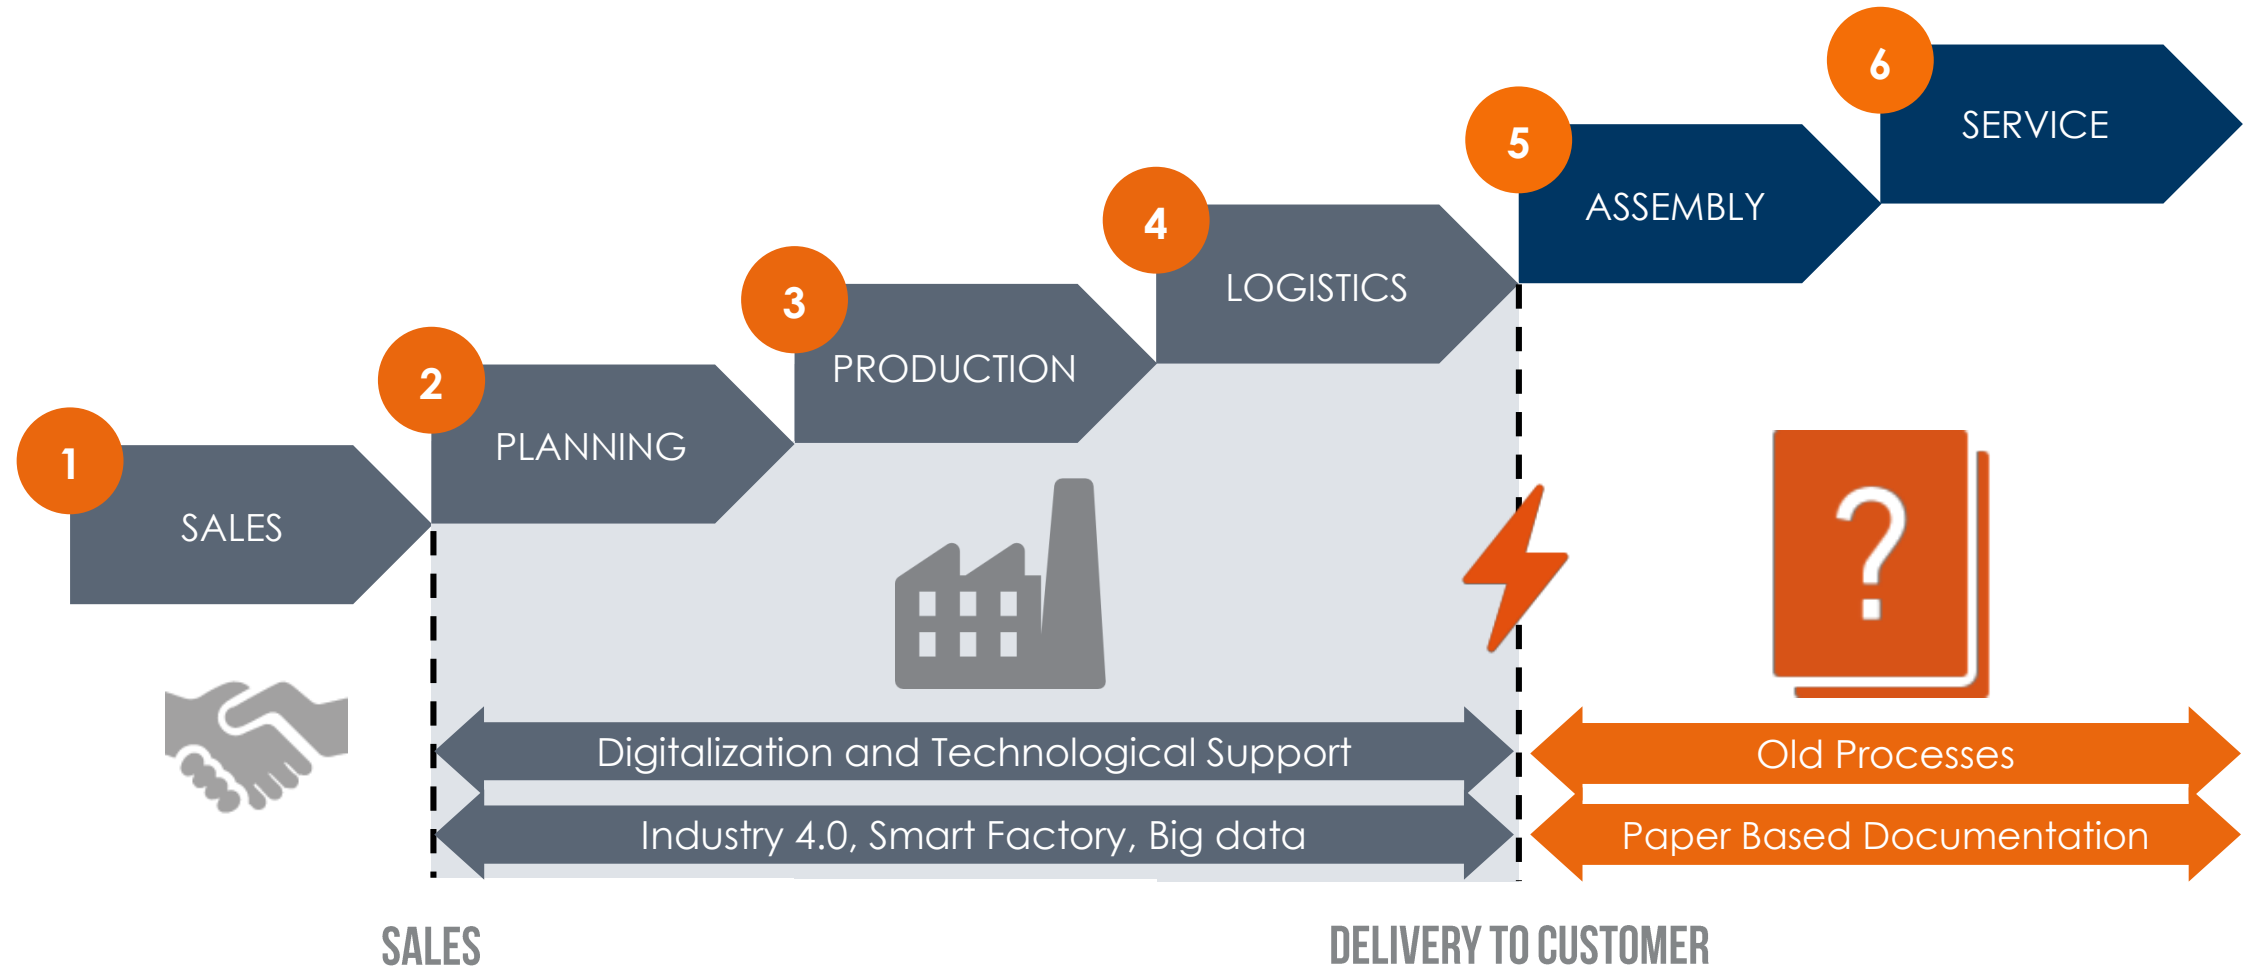 1
SALES
2
PLANNING
3
PRODUCTION
4
LOGISTICS
5
ASSEMBLY
6
SERVICE
?
Digitalization and Technological Support
Old Processes
Industry 4.0, Smart Factory, Big data
Paper Based Documentation
SALES
DELIVERY TO CUSTOMER